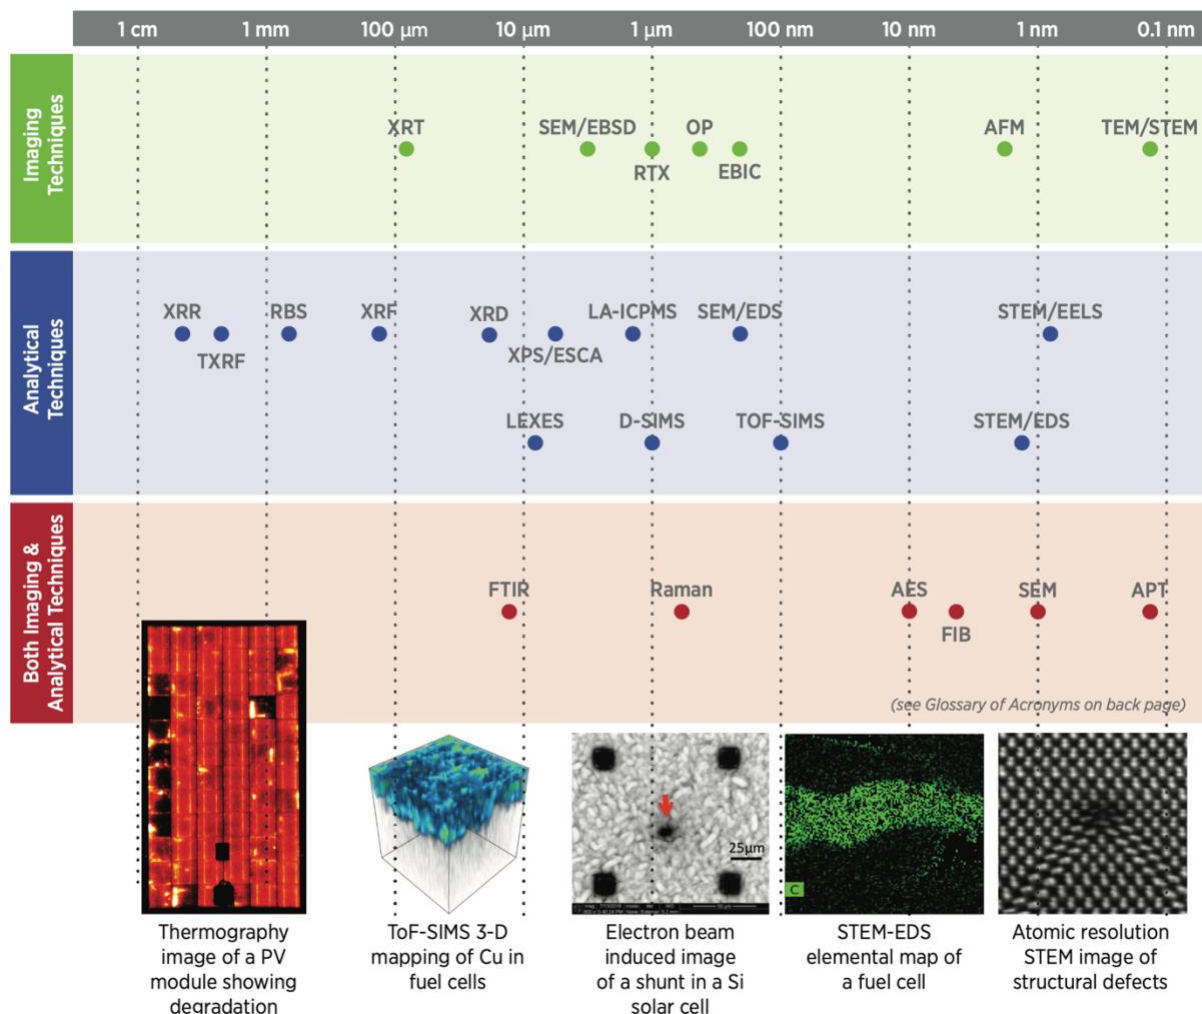 1 cm 1 mm 100 µm 10 µm 1 µm 100 nm 10 nm 1 nm 0.1 nm
Imaging
Techniques
XRT SEM/EBSD OP AFM TEM/STEM
RTX EBIC
Analytical
Techniques
XRR RBS XRF XRD LA-ICPMS SEM/EDS STEM/EELS
TXRF XPS/ESCA
LEXES D-SIMS TOF-SIMS STEM/EDS
Both Imaging &
Analytical Techniques
FTIR Raman AES SEM APT
FIB
(see Glossary of Acronyms on back page)
25µm
C
Thermography
image of a PV
module showing
degradation
ToF-SIMS 3-D
mapping of Cu in
fuel cells
Electron beam
induced image
of a shunt in a Si
solar cell
STEM-EDS
elemental map of
a fuel cell
Atomic resolution
STEM image of
structural defects